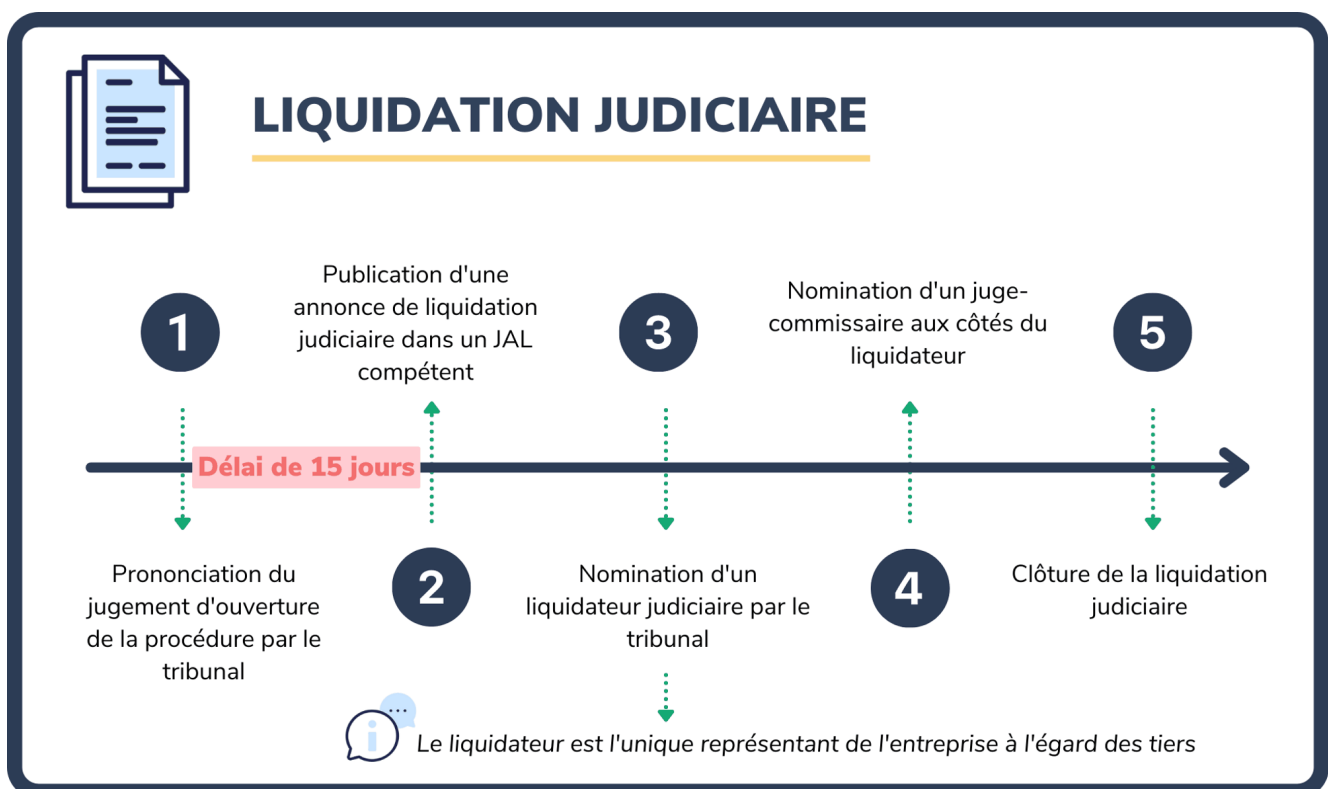 LIQUIDATION JUDICIAIRE
1
Prononciation du
jugement d'ouverture
de la procédure par le
tribunal
Délai de 15 jours
Publication d'une
annonce de liquidation
judiciaire dans un JAL
compétent
2
3
Nomination d'un
liquidateur judiciaire par le
tribunal
i
Le liquidateur est l'unique représentant de l'entreprise à l'égard des tiers
Nomination d'un juge-
commissaire aux côtés du
liquidateur
4
5
Clôture de la liquidation
judiciaire